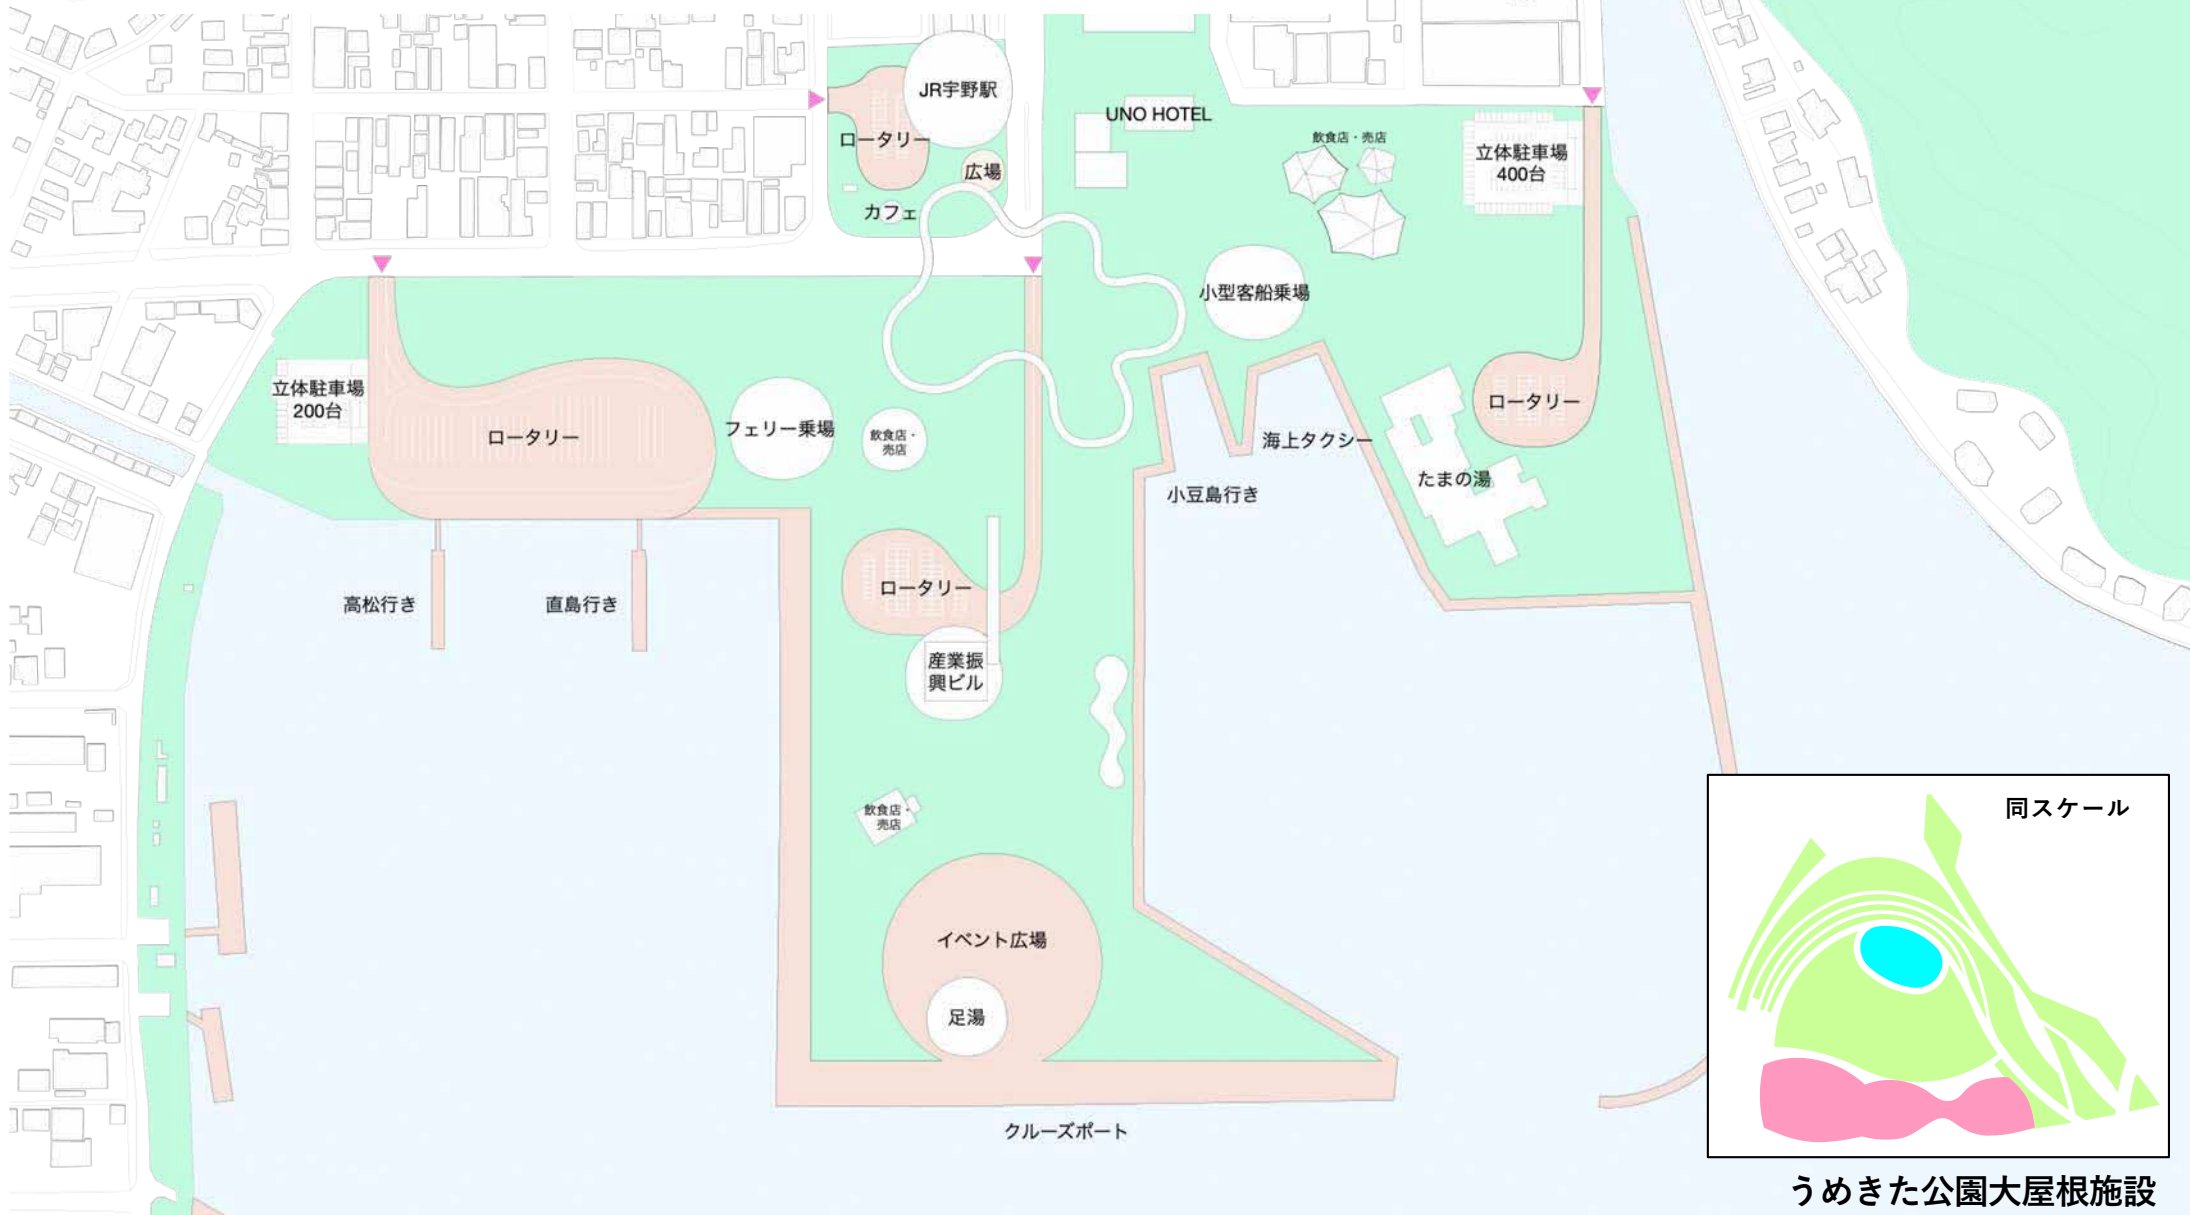 JR宇野駅
UNO HOTEL
ロータリー
飲食店・売店
立体駐車場
400台
広場
カフェ
小型客船乗場
立体駐車場
200台
ロータリー
フェリー乗場
飲食店・
売店
海上タクシー
ロータリー
たまの湯
小豆島行き
高松行き
直島行き
ロータリー
産業振
興ビル
飲食店・
売店
イベント広場
足湯
クルーズポート
同スケール
うめきた公園大屋根施設